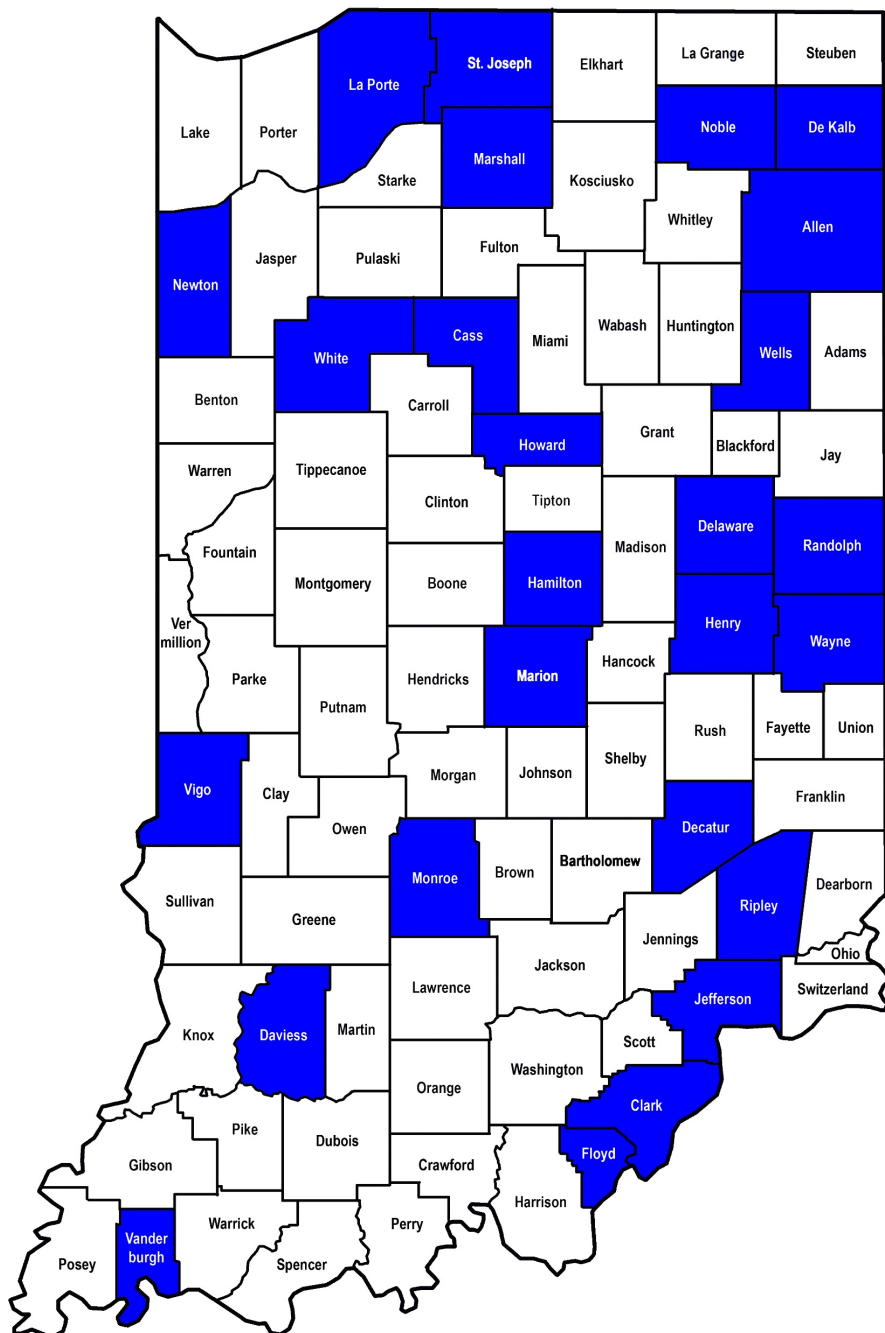 La Porte
St. Joseph
Elkhart
La Grange
Steuben
Lake
Porter
Noble
De Kalb
Marshall
Starke
Kosciusko
Whitley
Allen
Newton
Jasper
Pulaski
Fulton
White
Cass
Miami
Wabash
Huntington
Wells
Adams
Benton
Carroll
Howard
Grant
Blackford
Jay
Warren
Tippecanoe
Clinton
Tipton
Fountain
Montgomery
Boone
Hamilton
Madison
Delaware
Randolph
Ver
million
Parke
Putnam
Hendricks
Marion
Hancock
Henry
Wayne
Rush
Fayette
Union
Vigo
Clay
Owen
Morgan
Johnson
Shelby
Decatur
Franklin
Sullivan
Greene
Monroe
Brown
Bartholomew
Jennings
Ripley
Dearborn
Ohio
Knox
Daviess
Martin
Lawrence
Jackson
Scott
Jefferson
Switzerland
Washington
Orange
Clark
Gibson
Pike
Dubois
Crawford
Floyd
Harrison
Posey
Vander
burgh
Warrick
Spencer
Perry